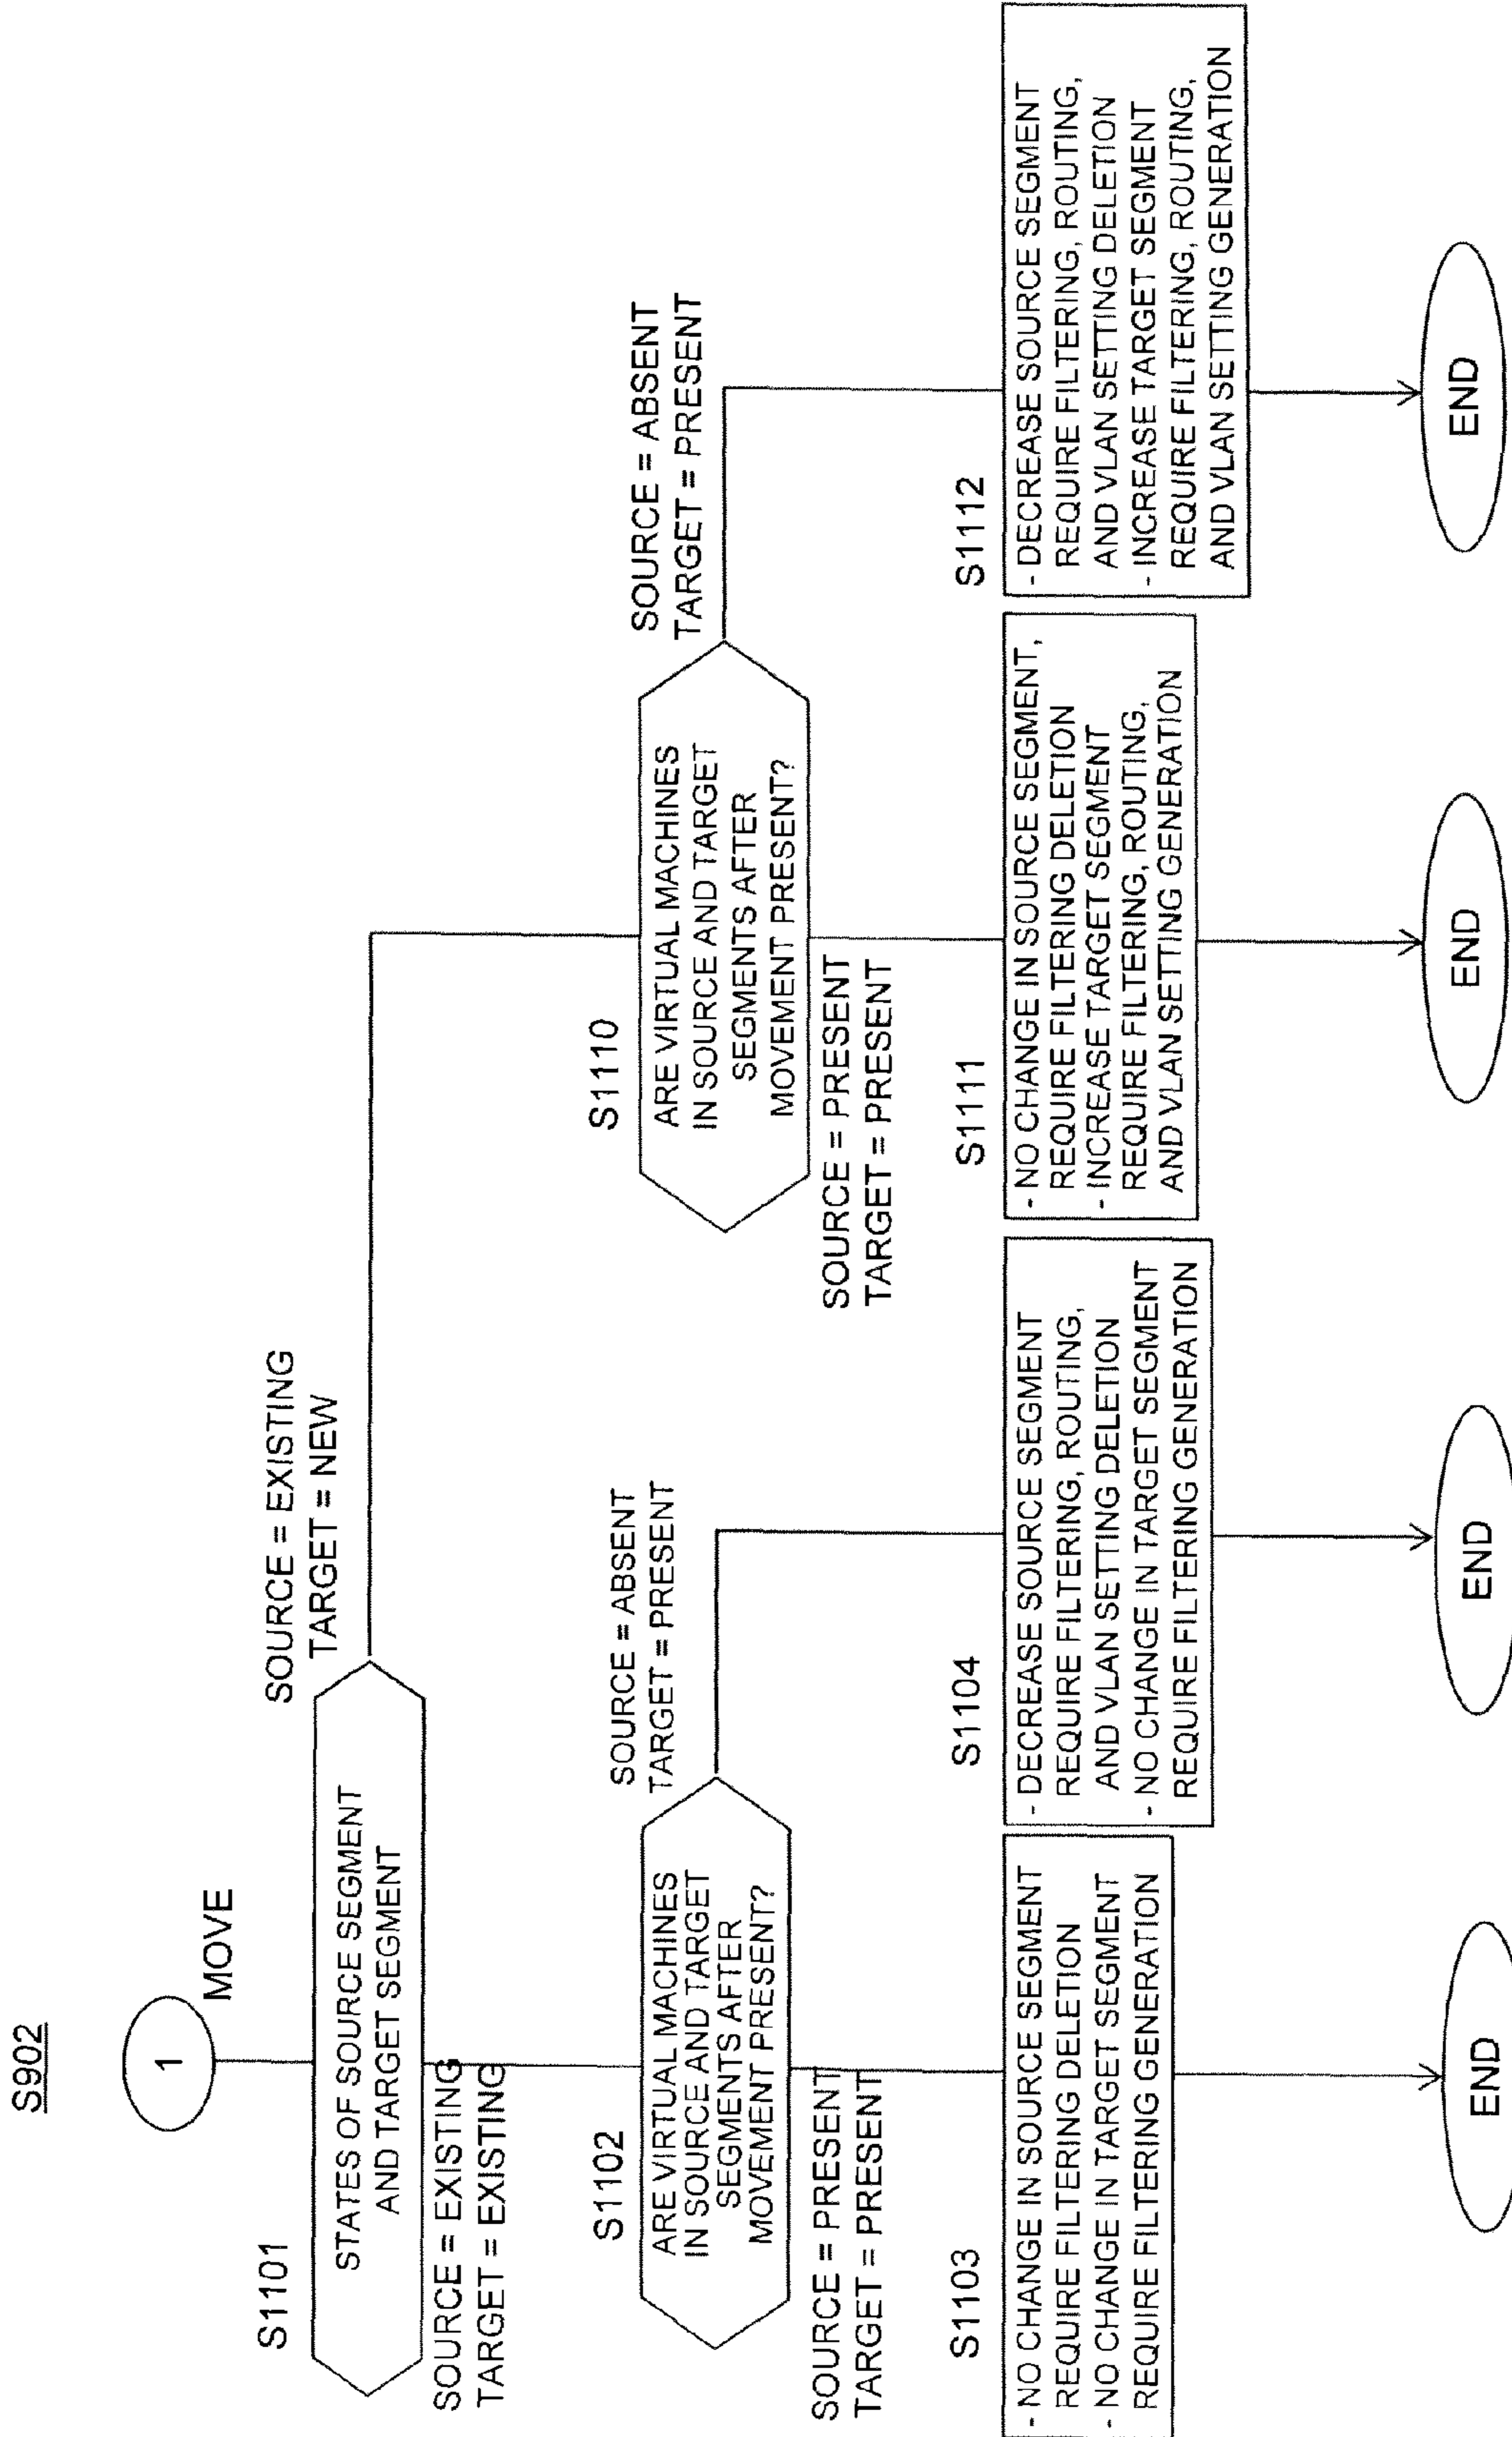 S902
1
MOVE
S1101
STATES OF SOURCE SEGMENT
AND TARGET SEGMENT
SOURCE = EXISTING
TARGET = NEW
SOURCE = EXISTING
TARGET = EXISTING
S1102
ARE VIRTUAL MACHINES
IN SOURCE AND TARGET
SEGMENTS AFTER
MOVEMENT PRESENT?
SOURCE = ABSENT
TARGET = PRESENT
SOURCE = PRESENT
TARGET = PRESENT
S1110
ARE VIRTUAL MACHINES
IN SOURCE AND TARGET
SEGMENTS AFTER
MOVEMENT PRESENT?
SOURCE = ABSENT
TARGET = PRESENT
SOURCE = PRESENT
TARGET = PRESENT
S1103
- NO CHANGE IN SOURCE SEGMENT
REQUIRE FILTERING DELETION
- NO CHANGE IN TARGET SEGMENT
REQUIRE FILTERING GENERATION
END
S1104
- DECREASE SOURCE SEGMENT
REQUIRE FILTERING, ROUTING,
AND VLAN SETTING DELETION
- NO CHANGE IN TARGET SEGMENT
REQUIRE FILTERING GENERATION
END
S1111
- NO CHANGE IN SOURCE SEGMENT,
REQUIRE FILTERING DELETION
- INCREASE TARGET SEGMENT
REQUIRE FILTERING, ROUTING,
AND VLAN SETTING GENERATION
END
S1112
- DECREASE SOURCE SEGMENT
REQUIRE FILTERING, ROUTING,
AND VLAN SETTING DELETION
- INCREASE TARGET SEGMENT
REQUIRE FILTERING, ROUTING,
AND VLAN SETTING GENERATION
END